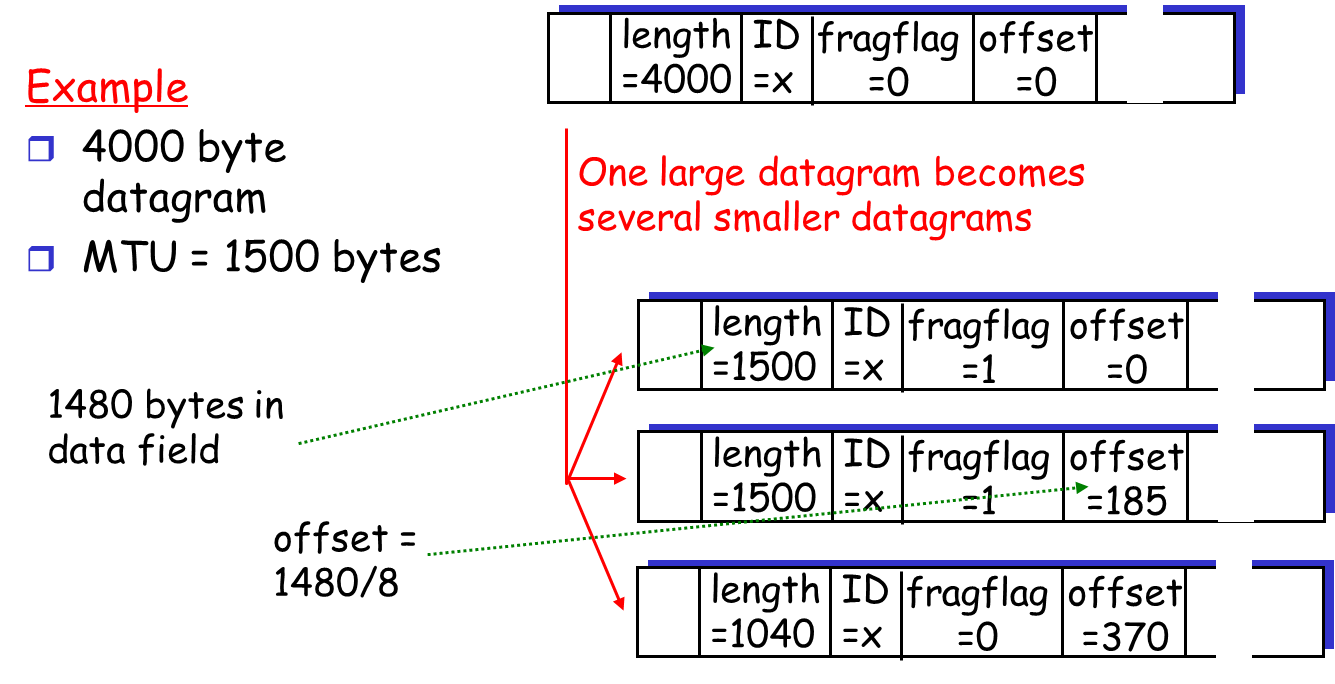 length ID fragflag offset
=4000 =x =0 =0
Example
4000 byte
datagram
MTU = 1500 bytes
One large datagram becomes
several smaller datagrams
length ID fragflag offset
=1500 =x =1 =0
1480 bytes in
data field
length ID fragflag offset
=1500 =x =1 =185
offset =
1480/8
length ID fragflag offset
=1040 =x =0 =370